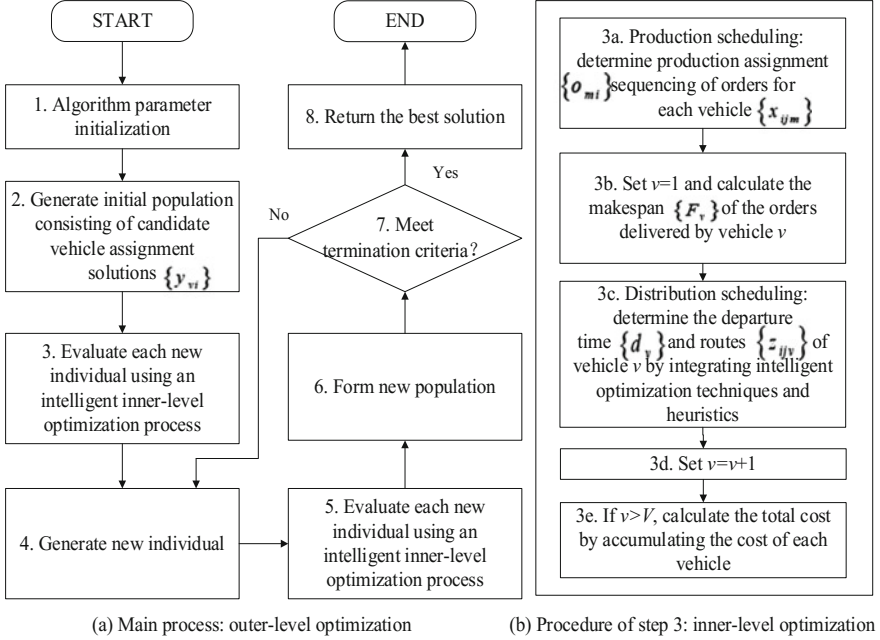 START
1. Algorithm parameter
initialization
2. Generate initial population
consisting of candidate
vehicle assignment
solutions {y_vi}
3. Evaluate each new
individual using an
intelligent inner-level
optimization process
4. Generate new individual
5. Evaluate each new
individual using an
intelligent inner-level
optimization process
6. Form new population
7. Meet
termination criteria?
No
Yes
8. Return the best solution
END
(a) Main process: outer-level optimization
3a. Production scheduling:
determine production assignment
{o_mi} sequencing of orders for
each vehicle {x_ijm}
3b. Set v=1 and calculate the
makespan {F_v} of the orders
delivered by vehicle v
3c. Distribution scheduling:
determine the departure
time {d_v} and routes {z_ijv} of
vehicle v by integrating intelligent
optimization techniques and
heuristics
3d. Set v=v+1
3e. If v>V, calculate the total cost
by accumulating the cost of each
vehicle
(b) Procedure of step 3: inner-level optimization